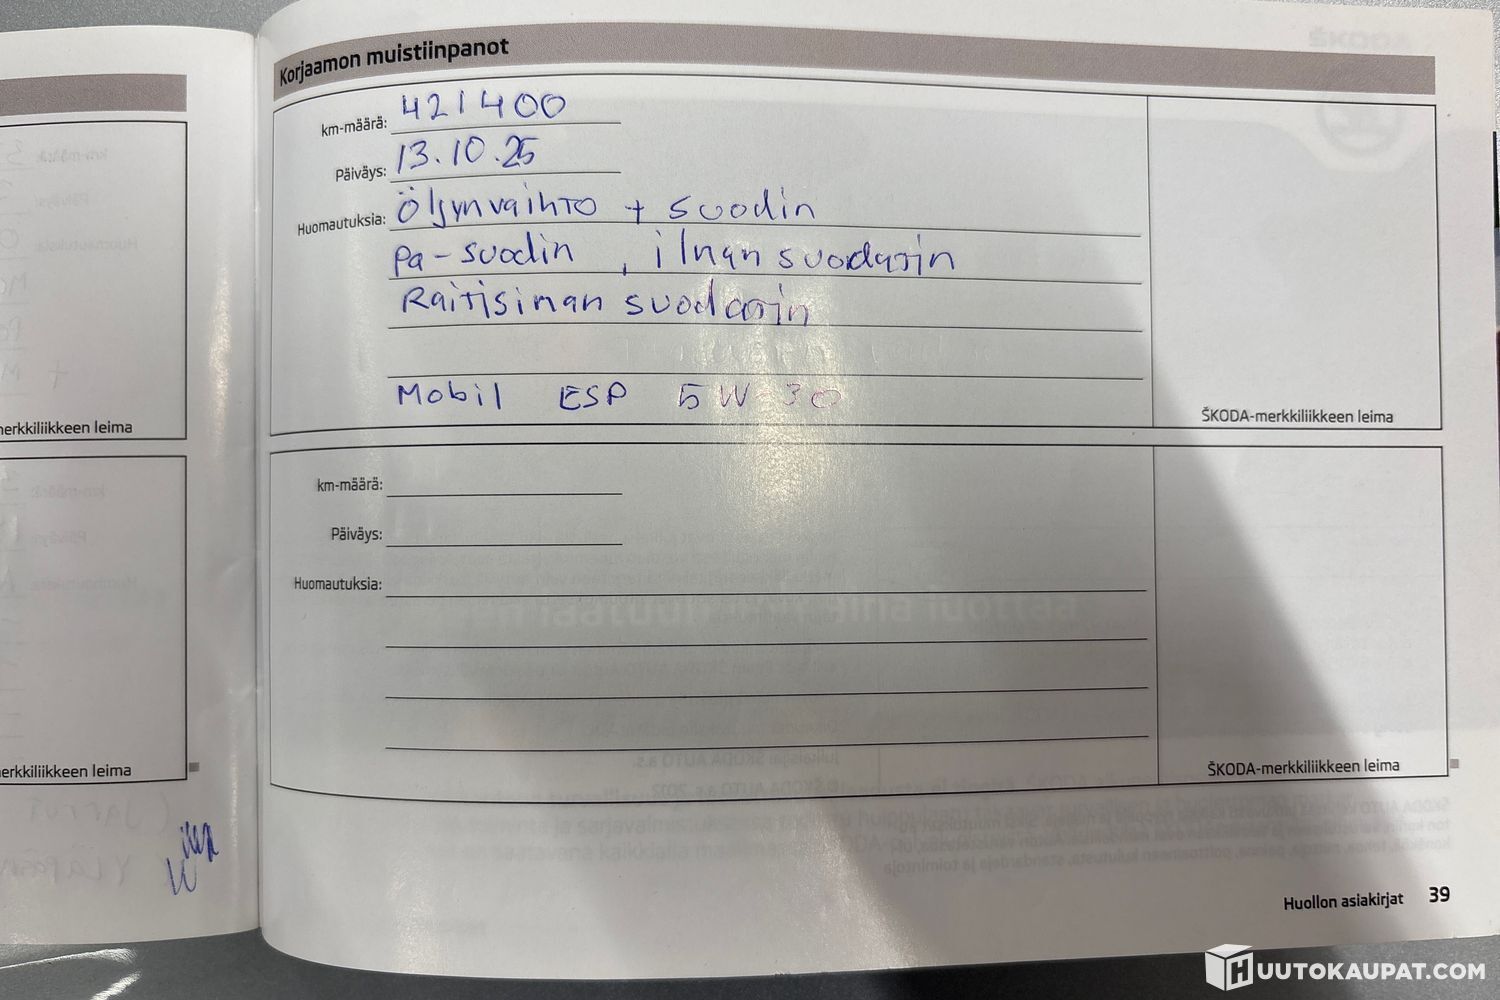 Korjaamon muistiinpanot
km-määrä: 421400
Päiväys: 13.10.25
Huomautuksia: Öljynvaihto + suodin
pa-suodin , ilman suodatin
Raitisilman suodatin
Mobil ESP 5W-30
ŠKODA-merkkiliikkeen leima
km-määrä:
Päiväys:
Huomautuksia:
ŠKODA-merkkiliikkeen leima
Huollon asiakirjat 39
erkkiliikkeen leima
erkkiliikkeen leima
HUUTOKAUPAT.COM